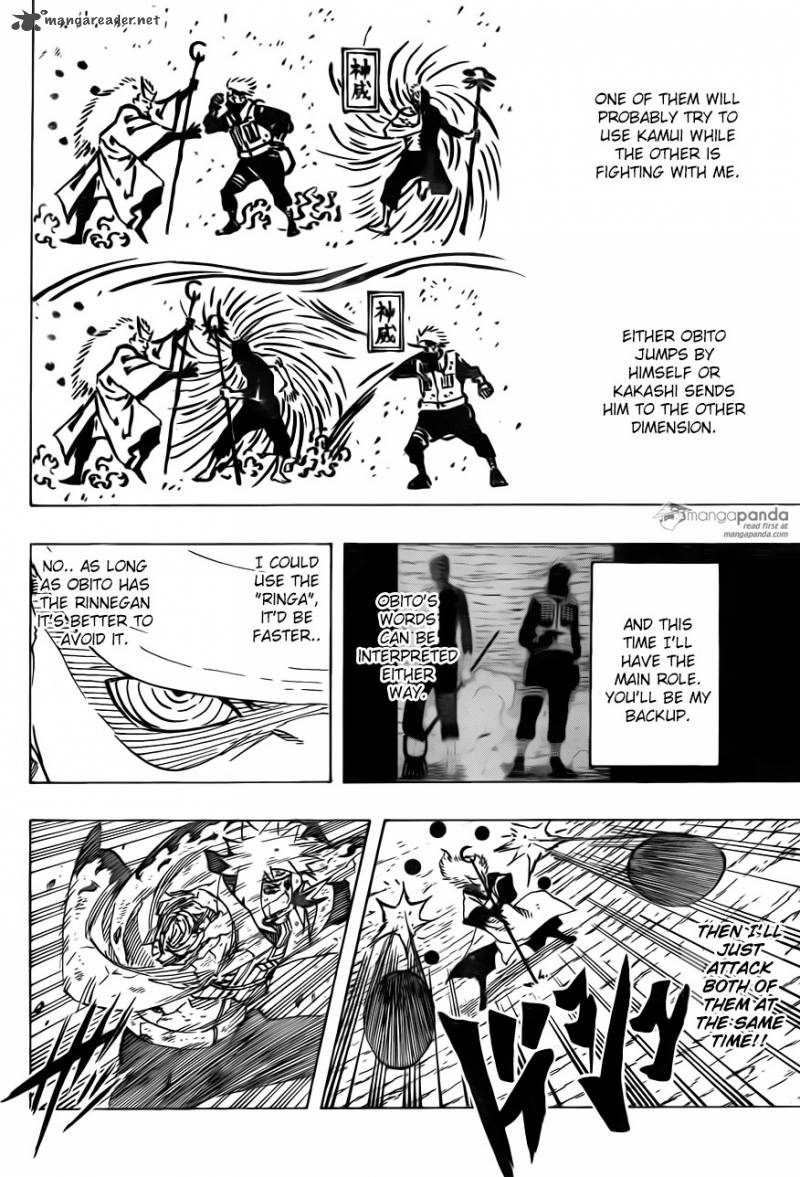 mangareader.net
神威
ONE OF THEM WILL
PROBABLY TRY TO
USE KAMUI WHILE
THE OTHER IS
FIGHTING WITH ME.
神威
EITHER OBITO
JUMPS BY
HIMSELF OR
KAKASHI SENDS
HIM TO THE OTHER
DIMENSION.
mangapanda
read first at
mangapanda.com
AND THIS
TIME I'LL
HAVE THE
MAIN ROLE.
YOU'LL BE MY
BACKUP.
OBITO'S
WORDS
CAN BE
INTERPRETED
EITHER
WAY.
I COULD
USE THE
"RINGA",
IT'D BE
FASTER..
NO.. AS LONG
AS OBITO HAS
THE RINNEGAN
IT'S BETTER TO
AVOID IT.
THEN I'LL
JUST
ATTACK
BOTH OF
THEM AT
THE SAME
TIME!!